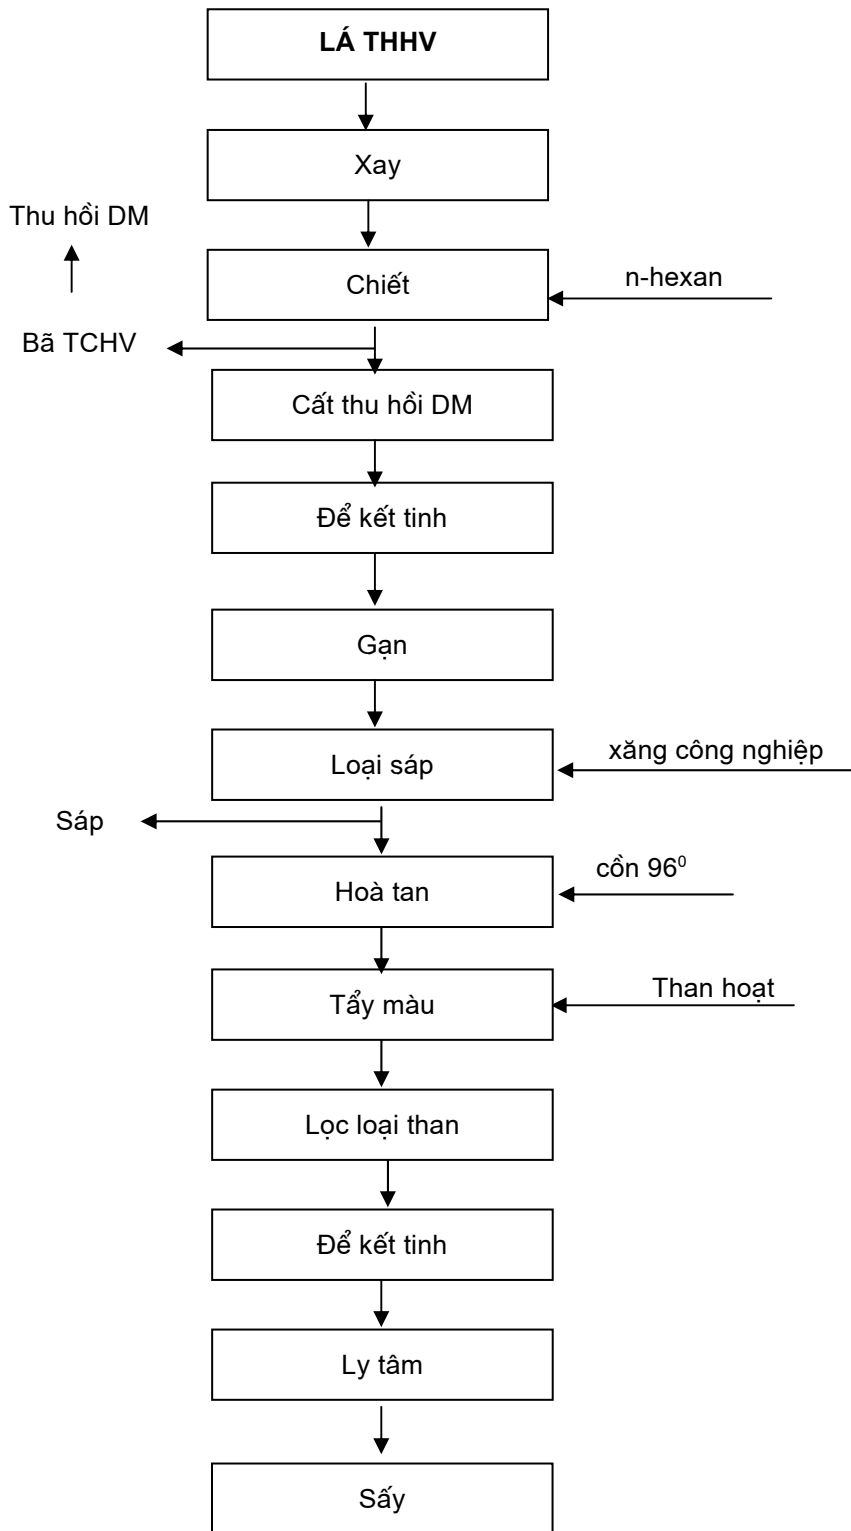 LÁ THHV
Xay
Thu hồi DM
Chiết
n-hexan
Bã TCHV
Cất thu hồi DM
Để kết tinh
Gạn
Loại sáp
xăng công nghiệp
Sáp
Hoà tan
cồn 96⁰
Tẩy màu
Than hoạt
Lọc loại than
Để kết tinh
Ly tâm
Sấy